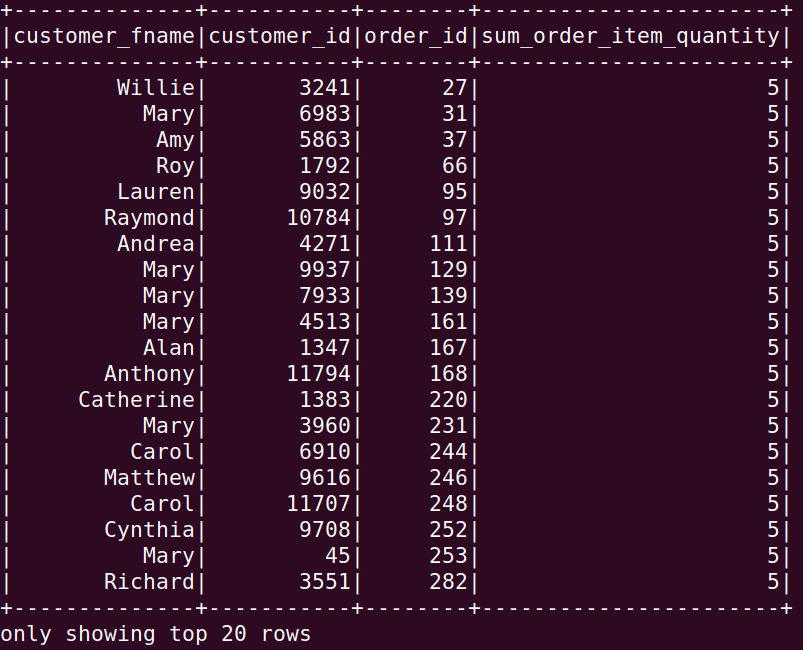 +--------------+-----------+--------+-----------------------+
|customer_fname|customer_id|order_id|sum_order_item_quantity|
+--------------+-----------+--------+-----------------------+
|        Willie|       3241|      27|                      5|
|          Mary|       6983|      31|                      5|
|           Amy|       5863|      37|                      5|
|           Roy|       1792|      66|                      5|
|        Lauren|       9032|      95|                      5|
|       Raymond|      10784|      97|                      5|
|        Andrea|       4271|     111|                      5|
|          Mary|       9937|     129|                      5|
|          Mary|       7933|     139|                      5|
|          Mary|       4513|     161|                      5|
|          Alan|       1347|     167|                      5|
|       Anthony|      11794|     168|                      5|
|     Catherine|       1383|     220|                      5|
|          Mary|       3960|     231|                      5|
|         Carol|       6910|     244|                      5|
|       Matthew|       9616|     246|                      5|
|         Carol|      11707|     248|                      5|
|       Cynthia|       9708|     252|                      5|
|          Mary|         45|     253|                      5|
|       Richard|       3551|     282|                      5|
+--------------+-----------+--------+-----------------------+
only showing top 20 rows